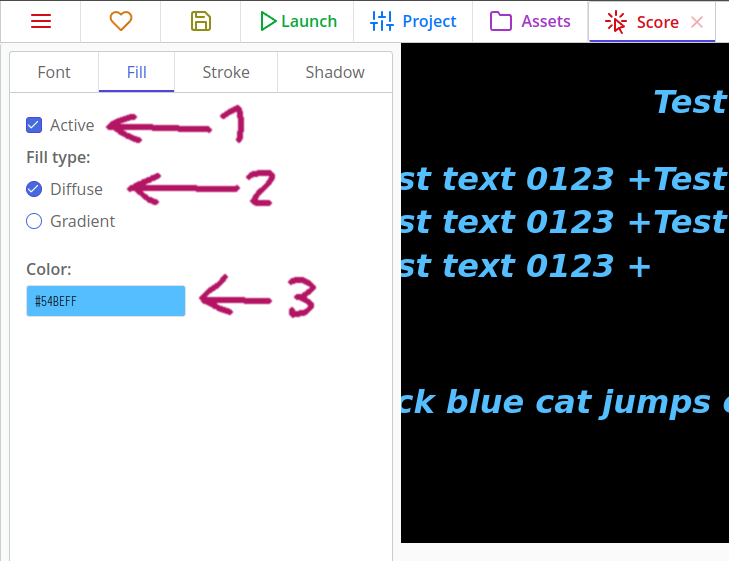 Launch Project Assets Score
Font Fill Stroke Shadow
Active 1
Fill type:
Diffuse 2
Gradient
Color:
#54BEFF 3
Test
st text 0123 +Test
st text 0123 +Test
st text 0123 +
ck blue cat jumps